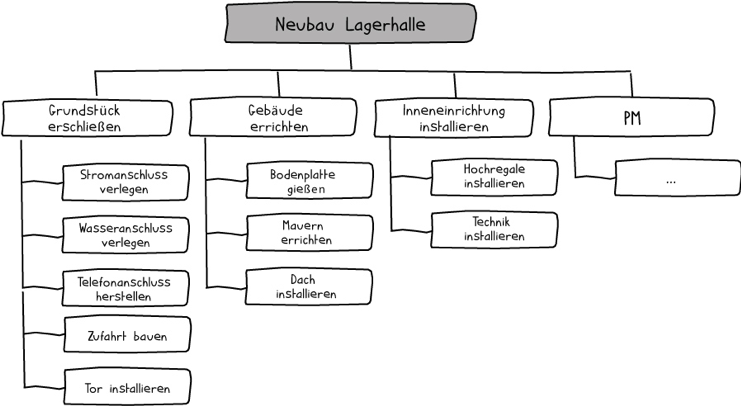 Neubau Lagerhalle
Grundstück
erschließen
Gebäude
errichten
Inneneinrichtung
installieren
PM
Stromanschluss
verlegen
Wasseranschluss
verlegen
Telefonanschluss
herstellen
Zufahrt bauen
Tor installieren
Bodenplatte
gießen
Mauern
errichten
Dach
installieren
Hochregale
installieren
Technik
installieren
...